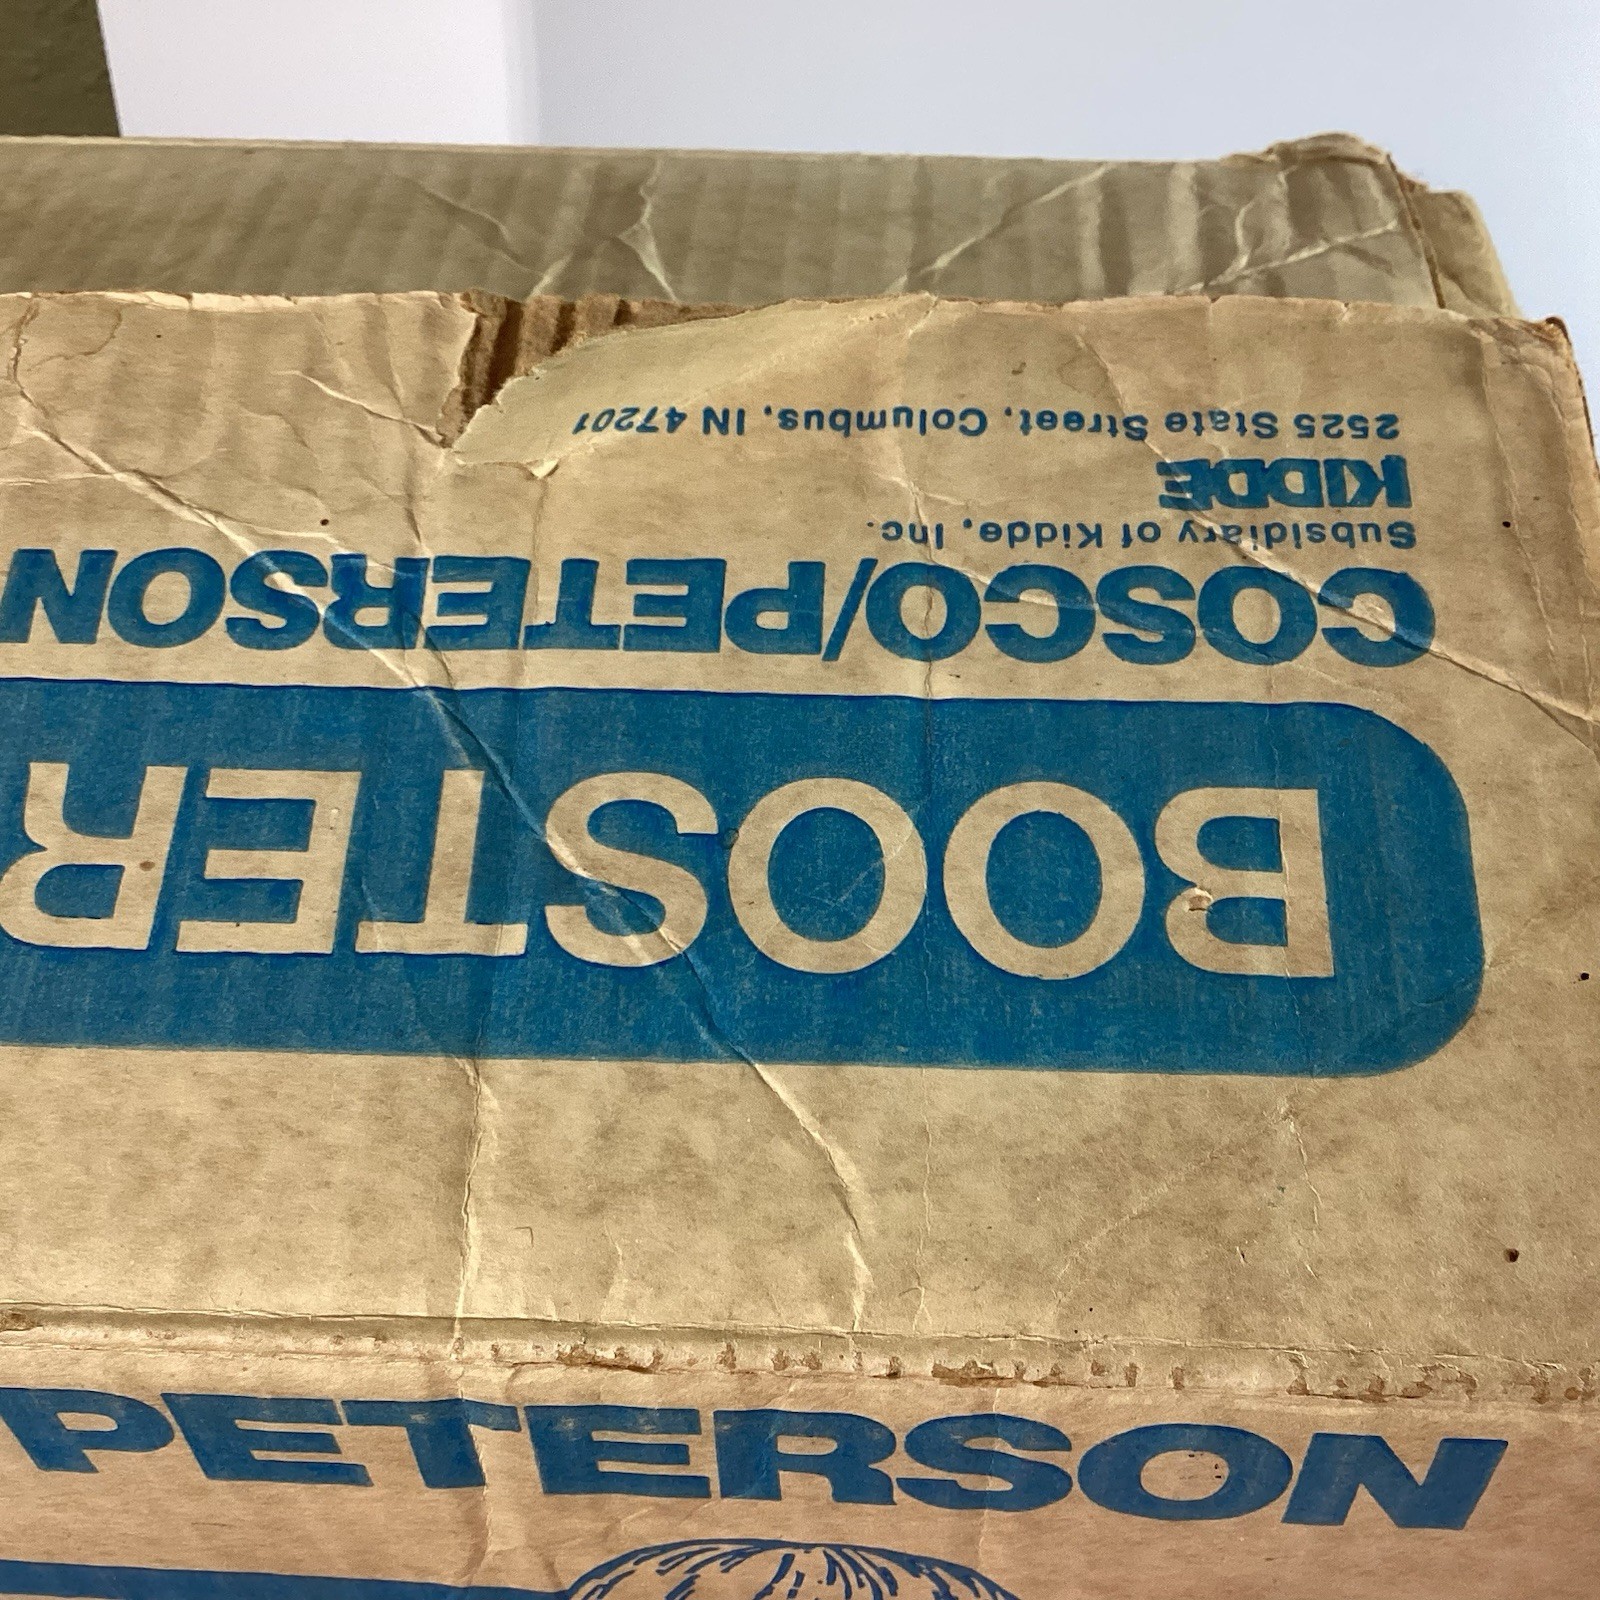 BOOSTER
COSCO/PETERSON
Subsidiary of Kidde, Inc.
KIDDE
2525 State Street, Columbus, IN 47201
PETERSON